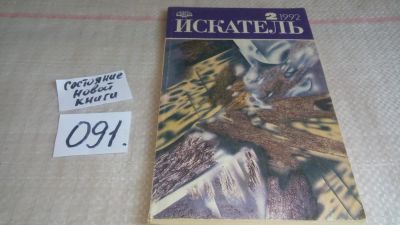 2 1992
ИСКАТЕЛЬ
Состояние
новой
книги
091.